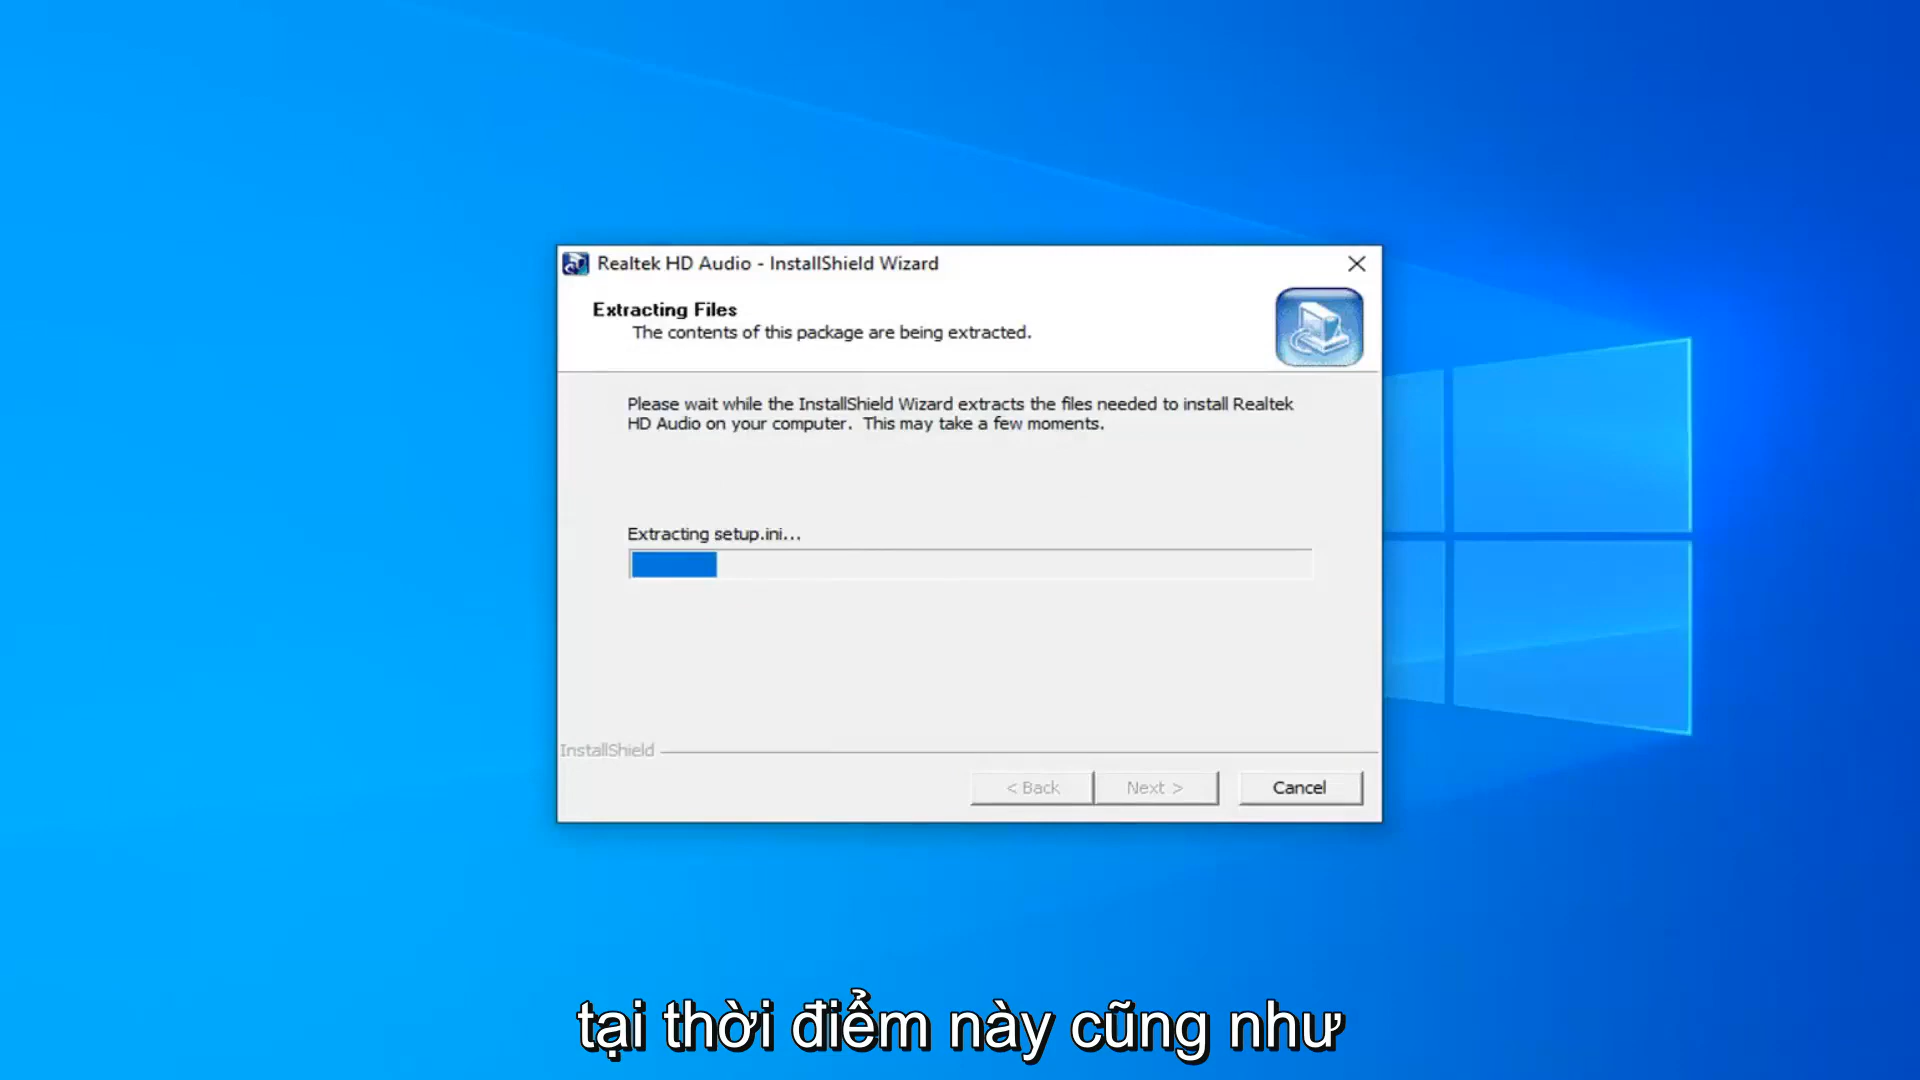 Realtek HD Audio - InstallShield Wizard
Extracting Files
The contents of this package are being extracted.
Please wait while the InstallShield Wizard extracts the files needed to install Realtek
HD Audio on your computer.  This may take a few moments.
Extracting setup.ini...
InstallShield
< Back
Next >
Cancel
tại thời điểm này cũng như